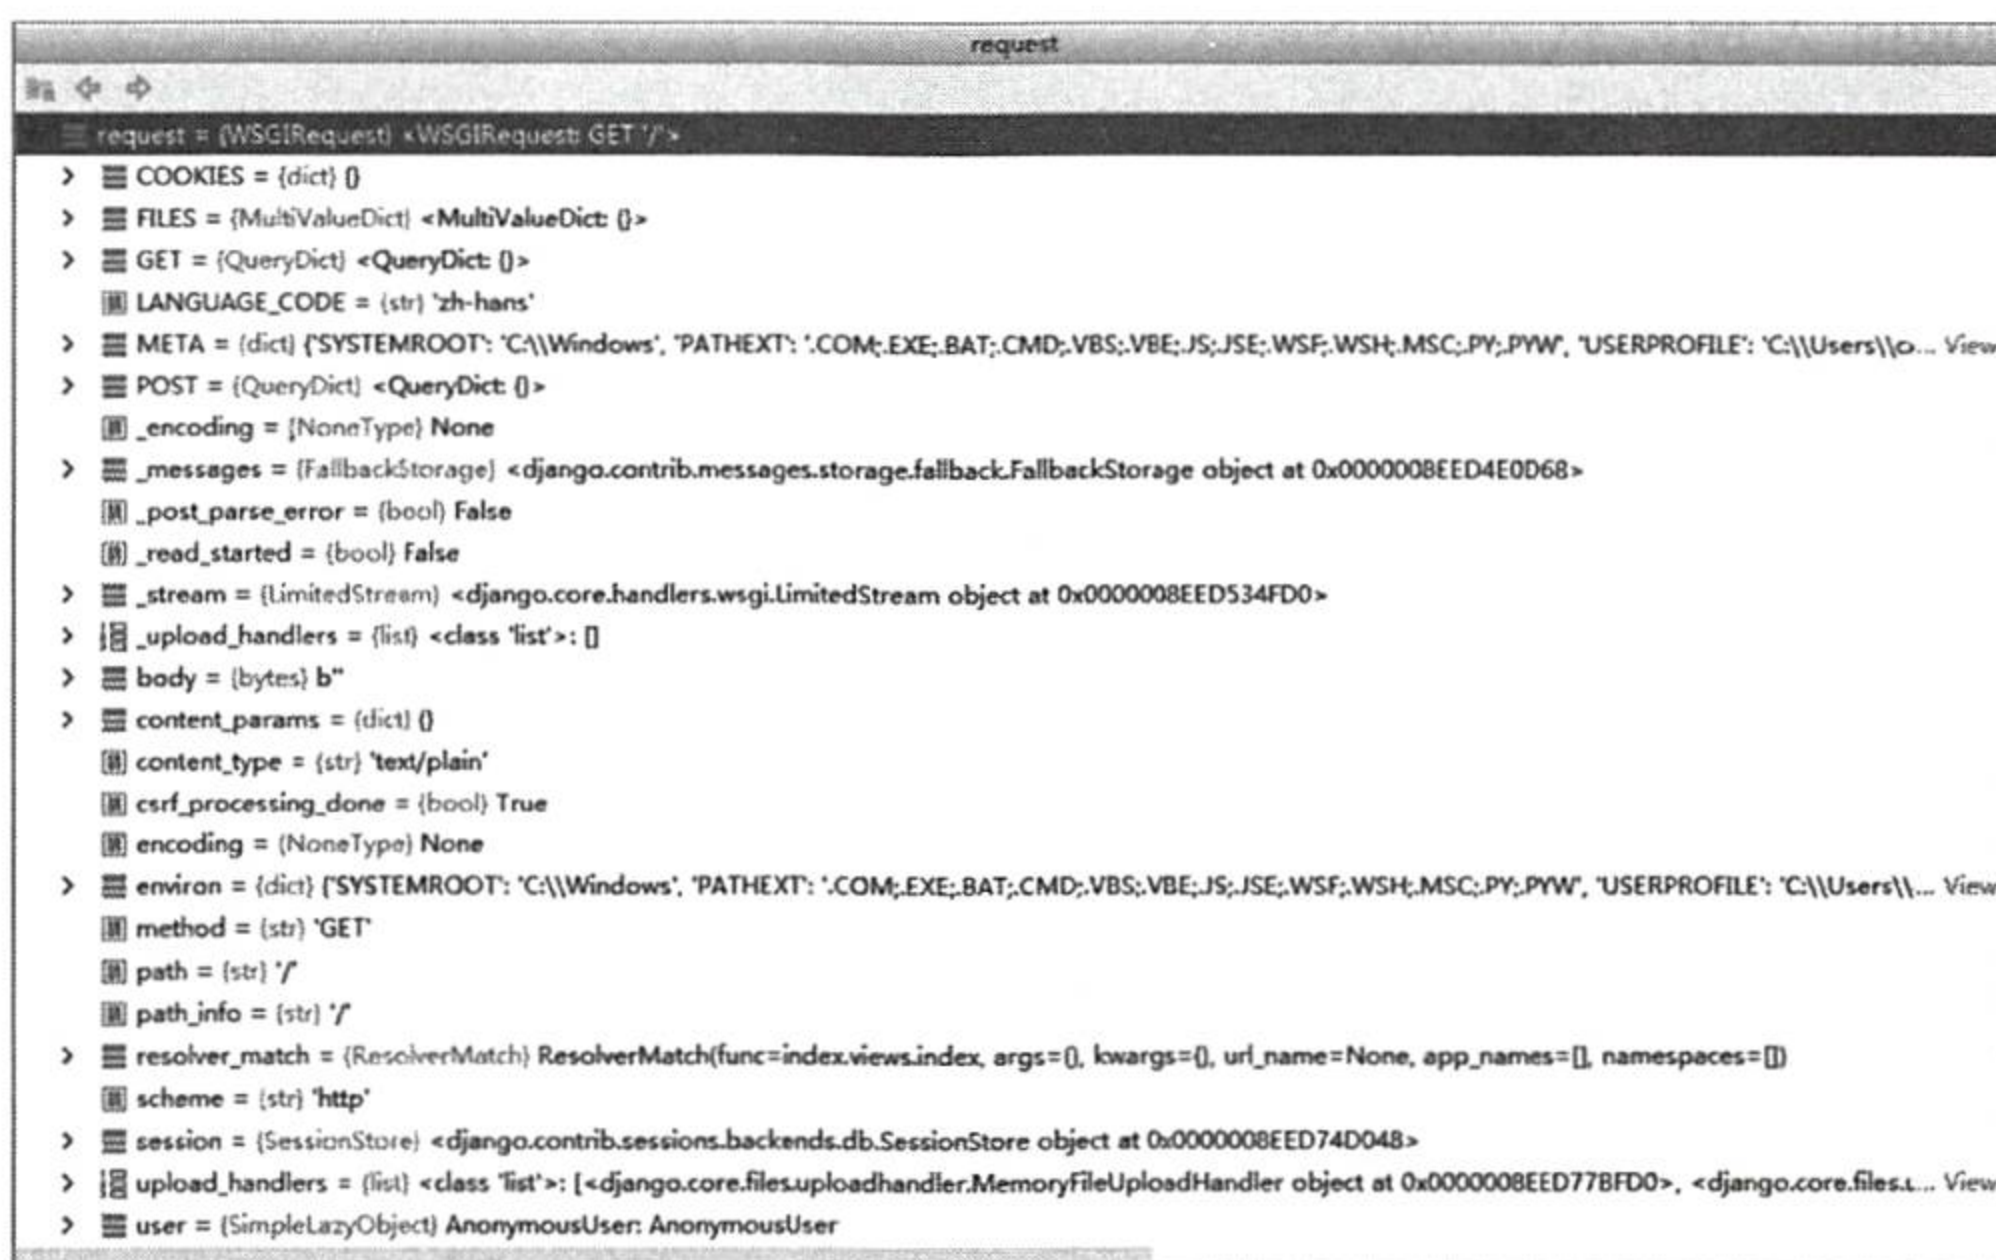 request
request = {WSGIRequest} <WSGIRequest: GET '/'>
COOKIES = {dict} {}
FILES = {MultiValueDict} <MultiValueDict: {}>
GET = {QueryDict} <QueryDict: {}>
LANGUAGE_CODE = {str} 'zh-hans'
META = {dict} {'SYSTEMROOT': 'C:\\Windows', 'PATHEXT': '.COM;.EXE;.BAT;.CMD;.VBS;.VBE;.JS;.JSE;.WSF;.WSH;.MSC;.PY;.PYW', 'USERPROFILE': 'C:\\Users\\o... View
POST = {QueryDict} <QueryDict: {}>
_encoding = {NoneType} None
_messages = {FallbackStorage} <django.contrib.messages.storage.fallback.FallbackStorage object at 0x0000008EED4E0D68>
_post_parse_error = {bool} False
_read_started = {bool} False
_stream = {LimitedStream} <django.core.handlers.wsgi.LimitedStream object at 0x0000008EED534FD0>
_upload_handlers = {list} <class 'list'>: []
body = {bytes} b''
content_params = {dict} {}
content_type = {str} 'text/plain'
csrf_processing_done = {bool} True
encoding = {NoneType} None
environ = {dict} {'SYSTEMROOT': 'C:\\Windows', 'PATHEXT': '.COM;.EXE;.BAT;.CMD;.VBS;.VBE;.JS;.JSE;.WSF;.WSH;.MSC;.PY;.PYW', 'USERPROFILE': 'C:\\Users\\... View
method = {str} 'GET'
path = {str} '/'
path_info = {str} '/'
resolver_match = {ResolverMatch} ResolverMatch(func=index.views.index, args=(), kwargs={}, url_name=None, app_names=[], namespaces=[])
scheme = {str} 'http'
session = {SessionStore} <django.contrib.sessions.backends.db.SessionStore object at 0x0000008EED74D048>
upload_handlers = {list} <class 'list'>: [<django.core.files.uploadhandler.MemoryFileUploadHandler object at 0x0000008EED77BFD0>, <django.core.files.u... View
user = {SimpleLazyObject} AnonymousUser: AnonymousUser